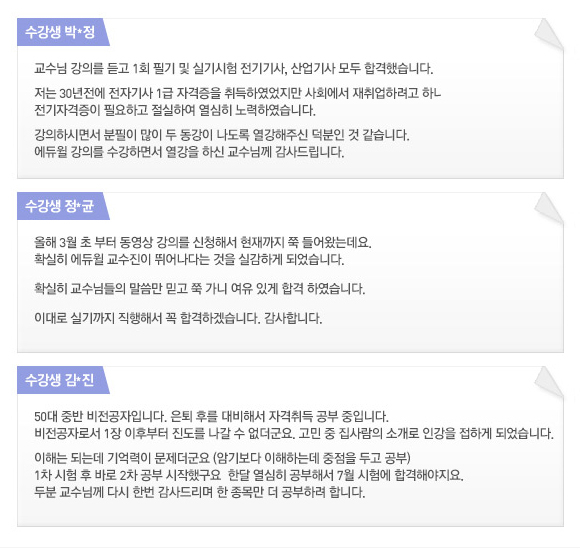 수강생 박*정
교수님 강의를 듣고 1회 필기 및 실기시험 전기기사, 산업기사 모두 합격했습니다.
저는 30년전에 전자기사 1급 자격증을 취득하였었지만 사회에서 재취업하려고 하니
전기자격증이 필요하고 절실하여 열심히 노력하였습니다.
강의하시면서 분필이 많이 두 동강이 나도록 열강해주신 덕분인 것 같습니다.
에듀윌 강의를 수강하면서 열강을 하신 교수님께 감사드립니다.
수강생 정*균
올해 3월 초 부터 동영상 강의를 신청해서 현재까지 쭉 들어왔는데요.
확실히 에듀윌 교수진이 뛰어나다는 것을 실감하게 되었습니다.
확실히 교수님들의 말씀만 믿고 쭉 가니 여유 있게 합격 하였습니다.
이대로 실기까지 직행해서 꼭 합격하겠습니다. 감사합니다.
수강생 김*진
50대 중반 비전공자입니다. 은퇴 후를 대비해서 자격취득 공부 중입니다.
비전공자로서 1장 이후부터 진도를 나갈 수 없더군요. 고민 중 집사람의 소개로 인강을 접하게 되었습니다.
이해는 되는데 기억력이 문제더군요 (암기보다 이해하는데 중점을 두고 공부)
1차 시험 후 바로 2차 공부 시작했구요 한달 열심히 공부해서 7월 시험에 합격해야지요.
두분 교수님께 다시 한번 감사드리며 한 종목만 더 공부하려 합니다.